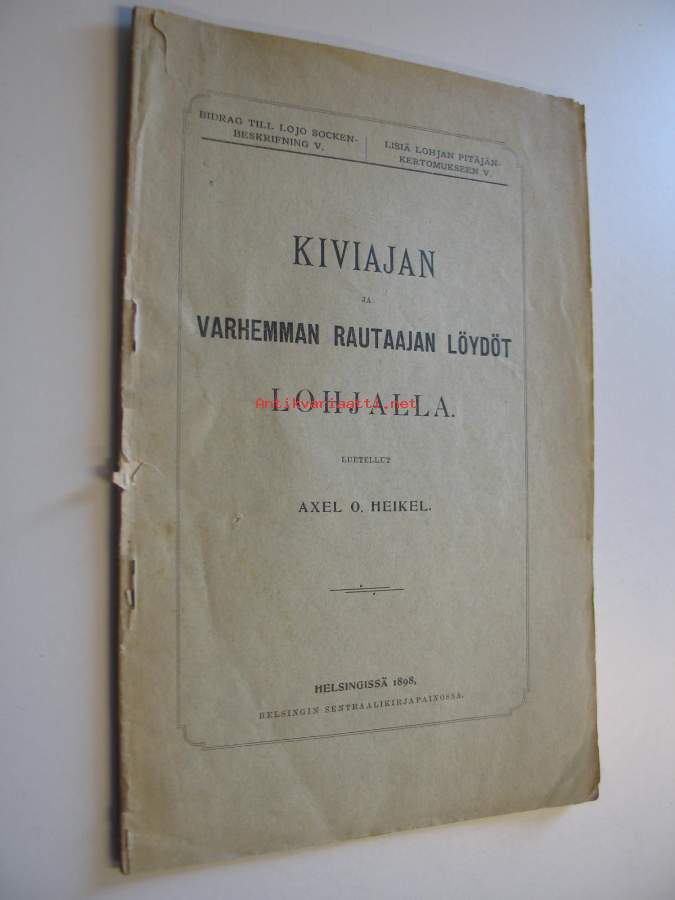 BIDRAG TILL LOJO SOCKEN-
BESKRIFNING V.
LISIÄ LOHJAN PITÄJÄN-
KERTOMUKSEEN V.
KIVIAJAN
JA
VARHEMMAN RAUTAAJAN LÖYDÖT
LOHJALLA.
Antikvariaatti.net
LUETELLUT
AXEL O. HEIKEL.
HELSINGISSÄ 1898,
HELSINGIN SENTRAALIKIRJAPAINOSSA.